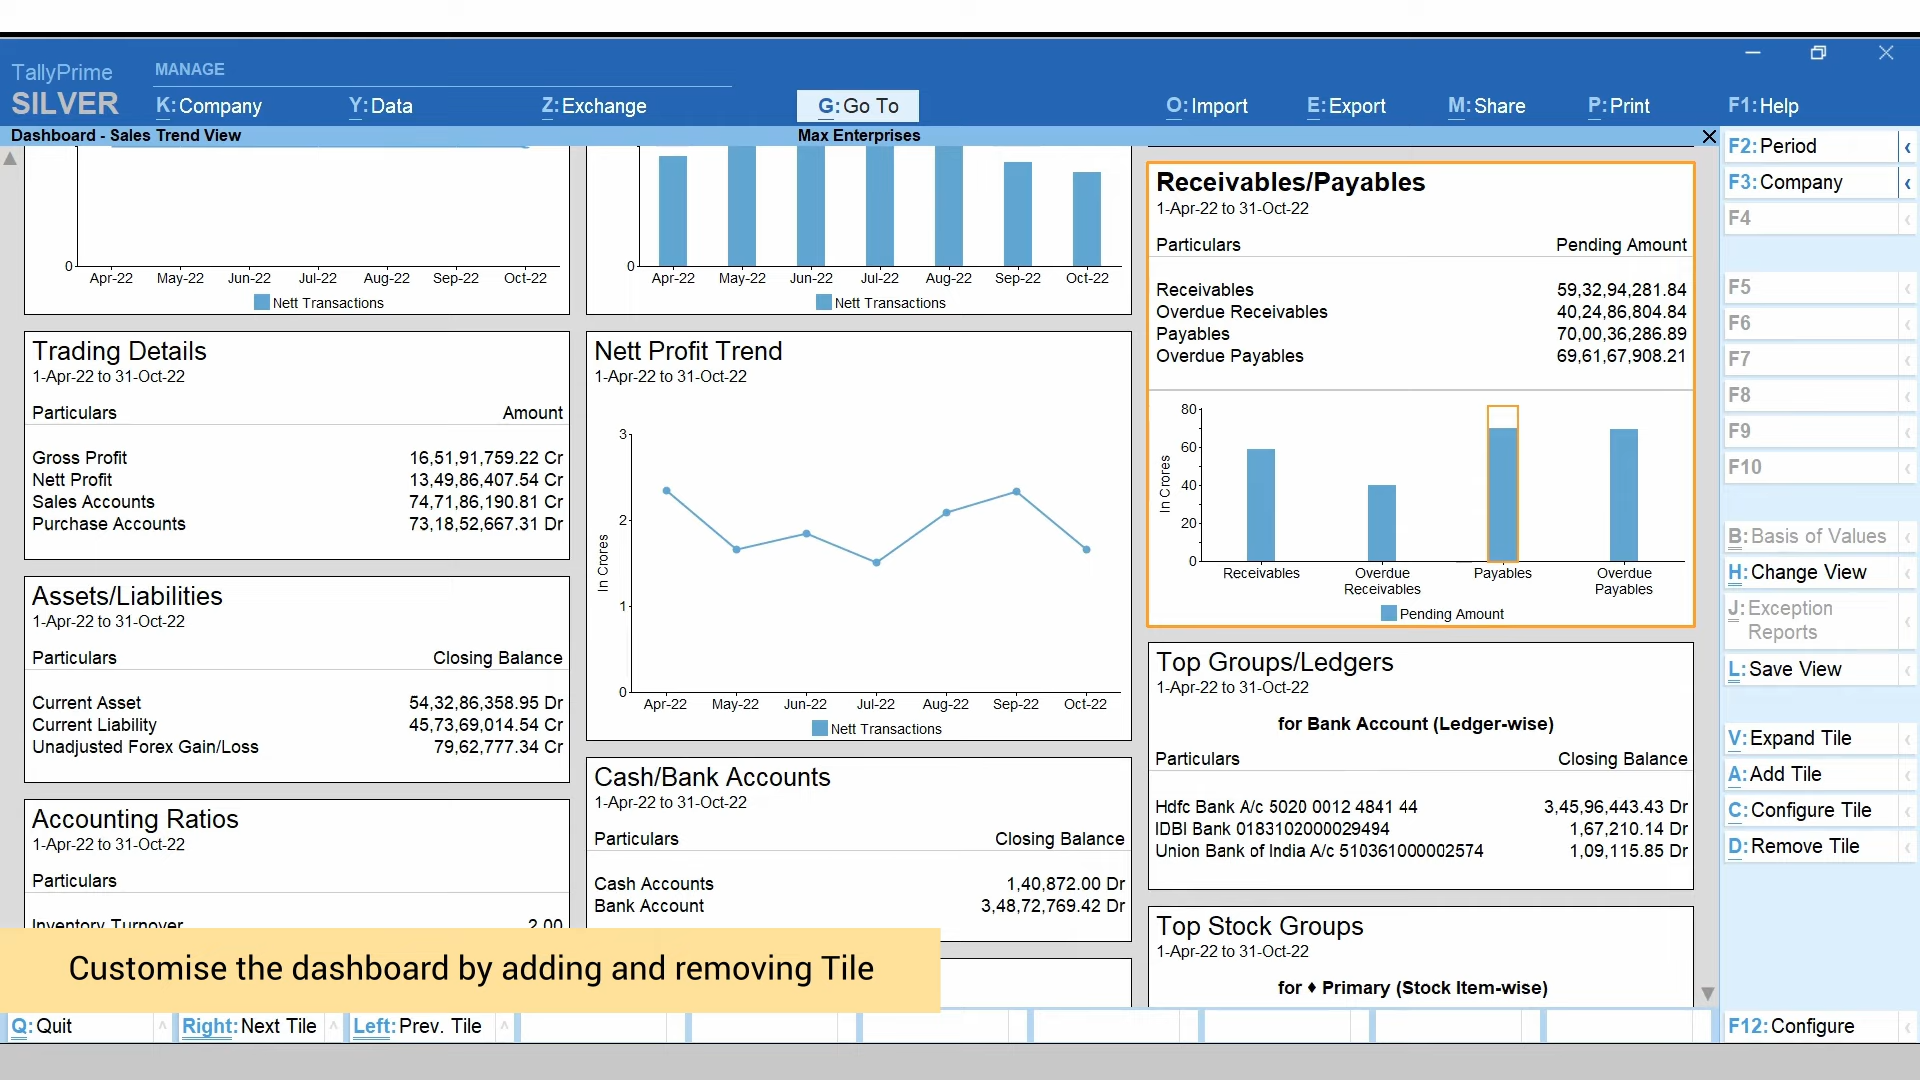 TallyPrime
SILVER
MANAGE
K:Company
Y:Data
Z:Exchange
G:Go To
O:Import
E:Export
M:Share
P:Print
F1:Help
Dashboard - Sales Trend View
Max Enterprises
0
Apr-22 May-22 Jun-22 Jul-22 Aug-22 Sep-22 Oct-22
Nett Transactions
0
Apr-22 May-22 Jun-22 Jul-22 Aug-22 Sep-22 Oct-22
Nett Transactions
Trading Details
1-Apr-22 to 31-Oct-22
Particulars Amount
Gross Profit 16,51,91,759.22 Cr
Nett Profit 13,49,86,407.54 Cr
Sales Accounts 74,71,86,190.81 Cr
Purchase Accounts 73,18,52,667.31 Dr
Assets/Liabilities
1-Apr-22 to 31-Oct-22
Particulars Closing Balance
Current Asset 54,32,86,358.95 Dr
Current Liability 45,73,69,014.54 Cr
Unadjusted Forex Gain/Loss 79,62,777.34 Cr
Accounting Ratios
1-Apr-22 to 31-Oct-22
Particulars
Inventory Turnover 2.00
Nett Profit Trend
1-Apr-22 to 31-Oct-22
3
2
1
0
In Crores
Apr-22 May-22 Jun-22 Jul-22 Aug-22 Sep-22 Oct-22
Nett Transactions
Cash/Bank Accounts
1-Apr-22 to 31-Oct-22
Particulars Closing Balance
Cash Accounts 1,40,872.00 Dr
Bank Account 3,48,72,769.42 Dr
Receivables/Payables
1-Apr-22 to 31-Oct-22
Particulars Pending Amount
Receivables 59,32,94,281.84
Overdue Receivables 40,24,86,804.84
Payables 70,00,36,286.89
Overdue Payables 69,61,67,908.21
80
60
40
20
0
In Crores
Receivables
Overdue
Receivables
Payables
Overdue
Payables
Pending Amount
Top Groups/Ledgers
1-Apr-22 to 31-Oct-22
for Bank Account (Ledger-wise)
Particulars Closing Balance
Hdfc Bank A/c 5020 0012 4841 44 3,45,96,443.43 Dr
IDBI Bank 0183102000029494 1,67,210.14 Dr
Union Bank of India A/c 510361000002574 1,09,115.85 Dr
Top Stock Groups
1-Apr-22 to 31-Oct-22
for ♦ Primary (Stock Item-wise)
F2:Period
F3:Company
F4
F5
F6
F7
F8
F9
F10
B:Basis of Values
H:Change View
J:Exception
Reports
L:Save View
V:Expand Tile
A:Add Tile
C:Configure Tile
D:Remove Tile
F12:Configure
Customise the dashboard by adding and removing Tile
Q:Quit
Right:Next Tile
Left:Prev. Tile